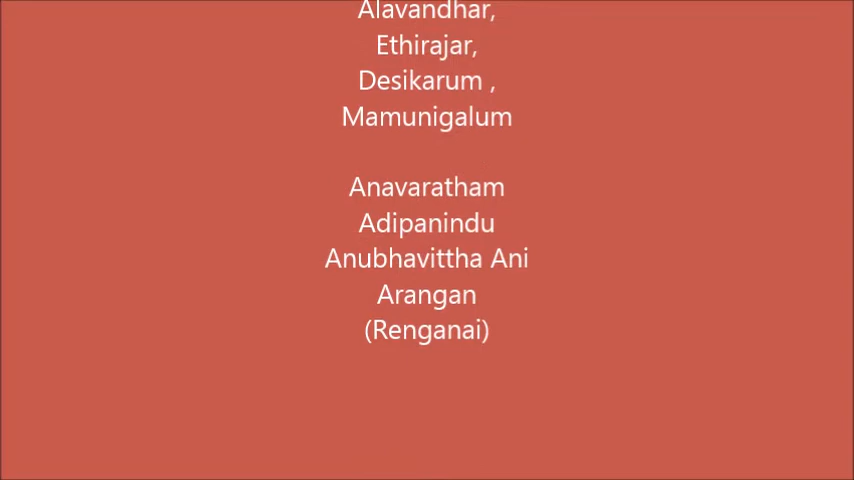 Alavandhar,
Ethirajar,
Desikarum ,
Mamunigalum
Anavaratham
Adipanindu
Anubhavittha Ani
Arangan
(Renganai)